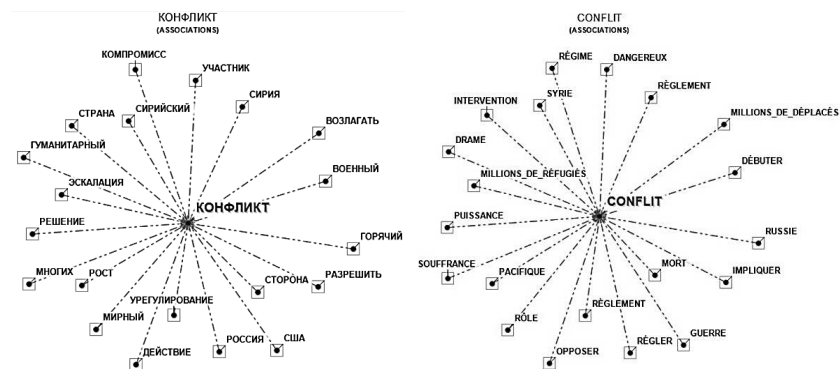 КОНФЛИКТ
(ASSOCIATIONS)
КОМПРОМИСС
УЧАСТНИК
СТРАНА
СИРИЙСКИЙ
СИРИЯ
ВОЗЛАГАТЬ
ГУМАНИТАРНЫЙ
ЭСКАЛАЦИЯ
ВОЕННЫЙ
КОНФЛИКТ
РЕШЕНИЕ
ГОРЯЧИЙ
МНОГИХ
РОСТ
СТОРОНА
РАЗРЕШИТЬ
УРЕГУЛИРОВАНИЕ
МИРНЫЙ
ДЕЙСТВИЕ
РОССИЯ
США
CONFLIT
(ASSOCIATIONS)
RÉGIME
DANGEREUX
RÈGLEMENT
INTERVENTION
SYRIE
MILLIONS_DE_DÉPLACÉS
DRAME
MILLIONS_DE_RÉFUGIÉS
DÉBUTER
CONFLIT
PUISSANCE
RUSSIE
SOUFFRANCE
PACIFIQUE
MORT
IMPLIQUER
RÔLE
RÈGLEMENT
OPPOSER
RÉGLER
GUERRE